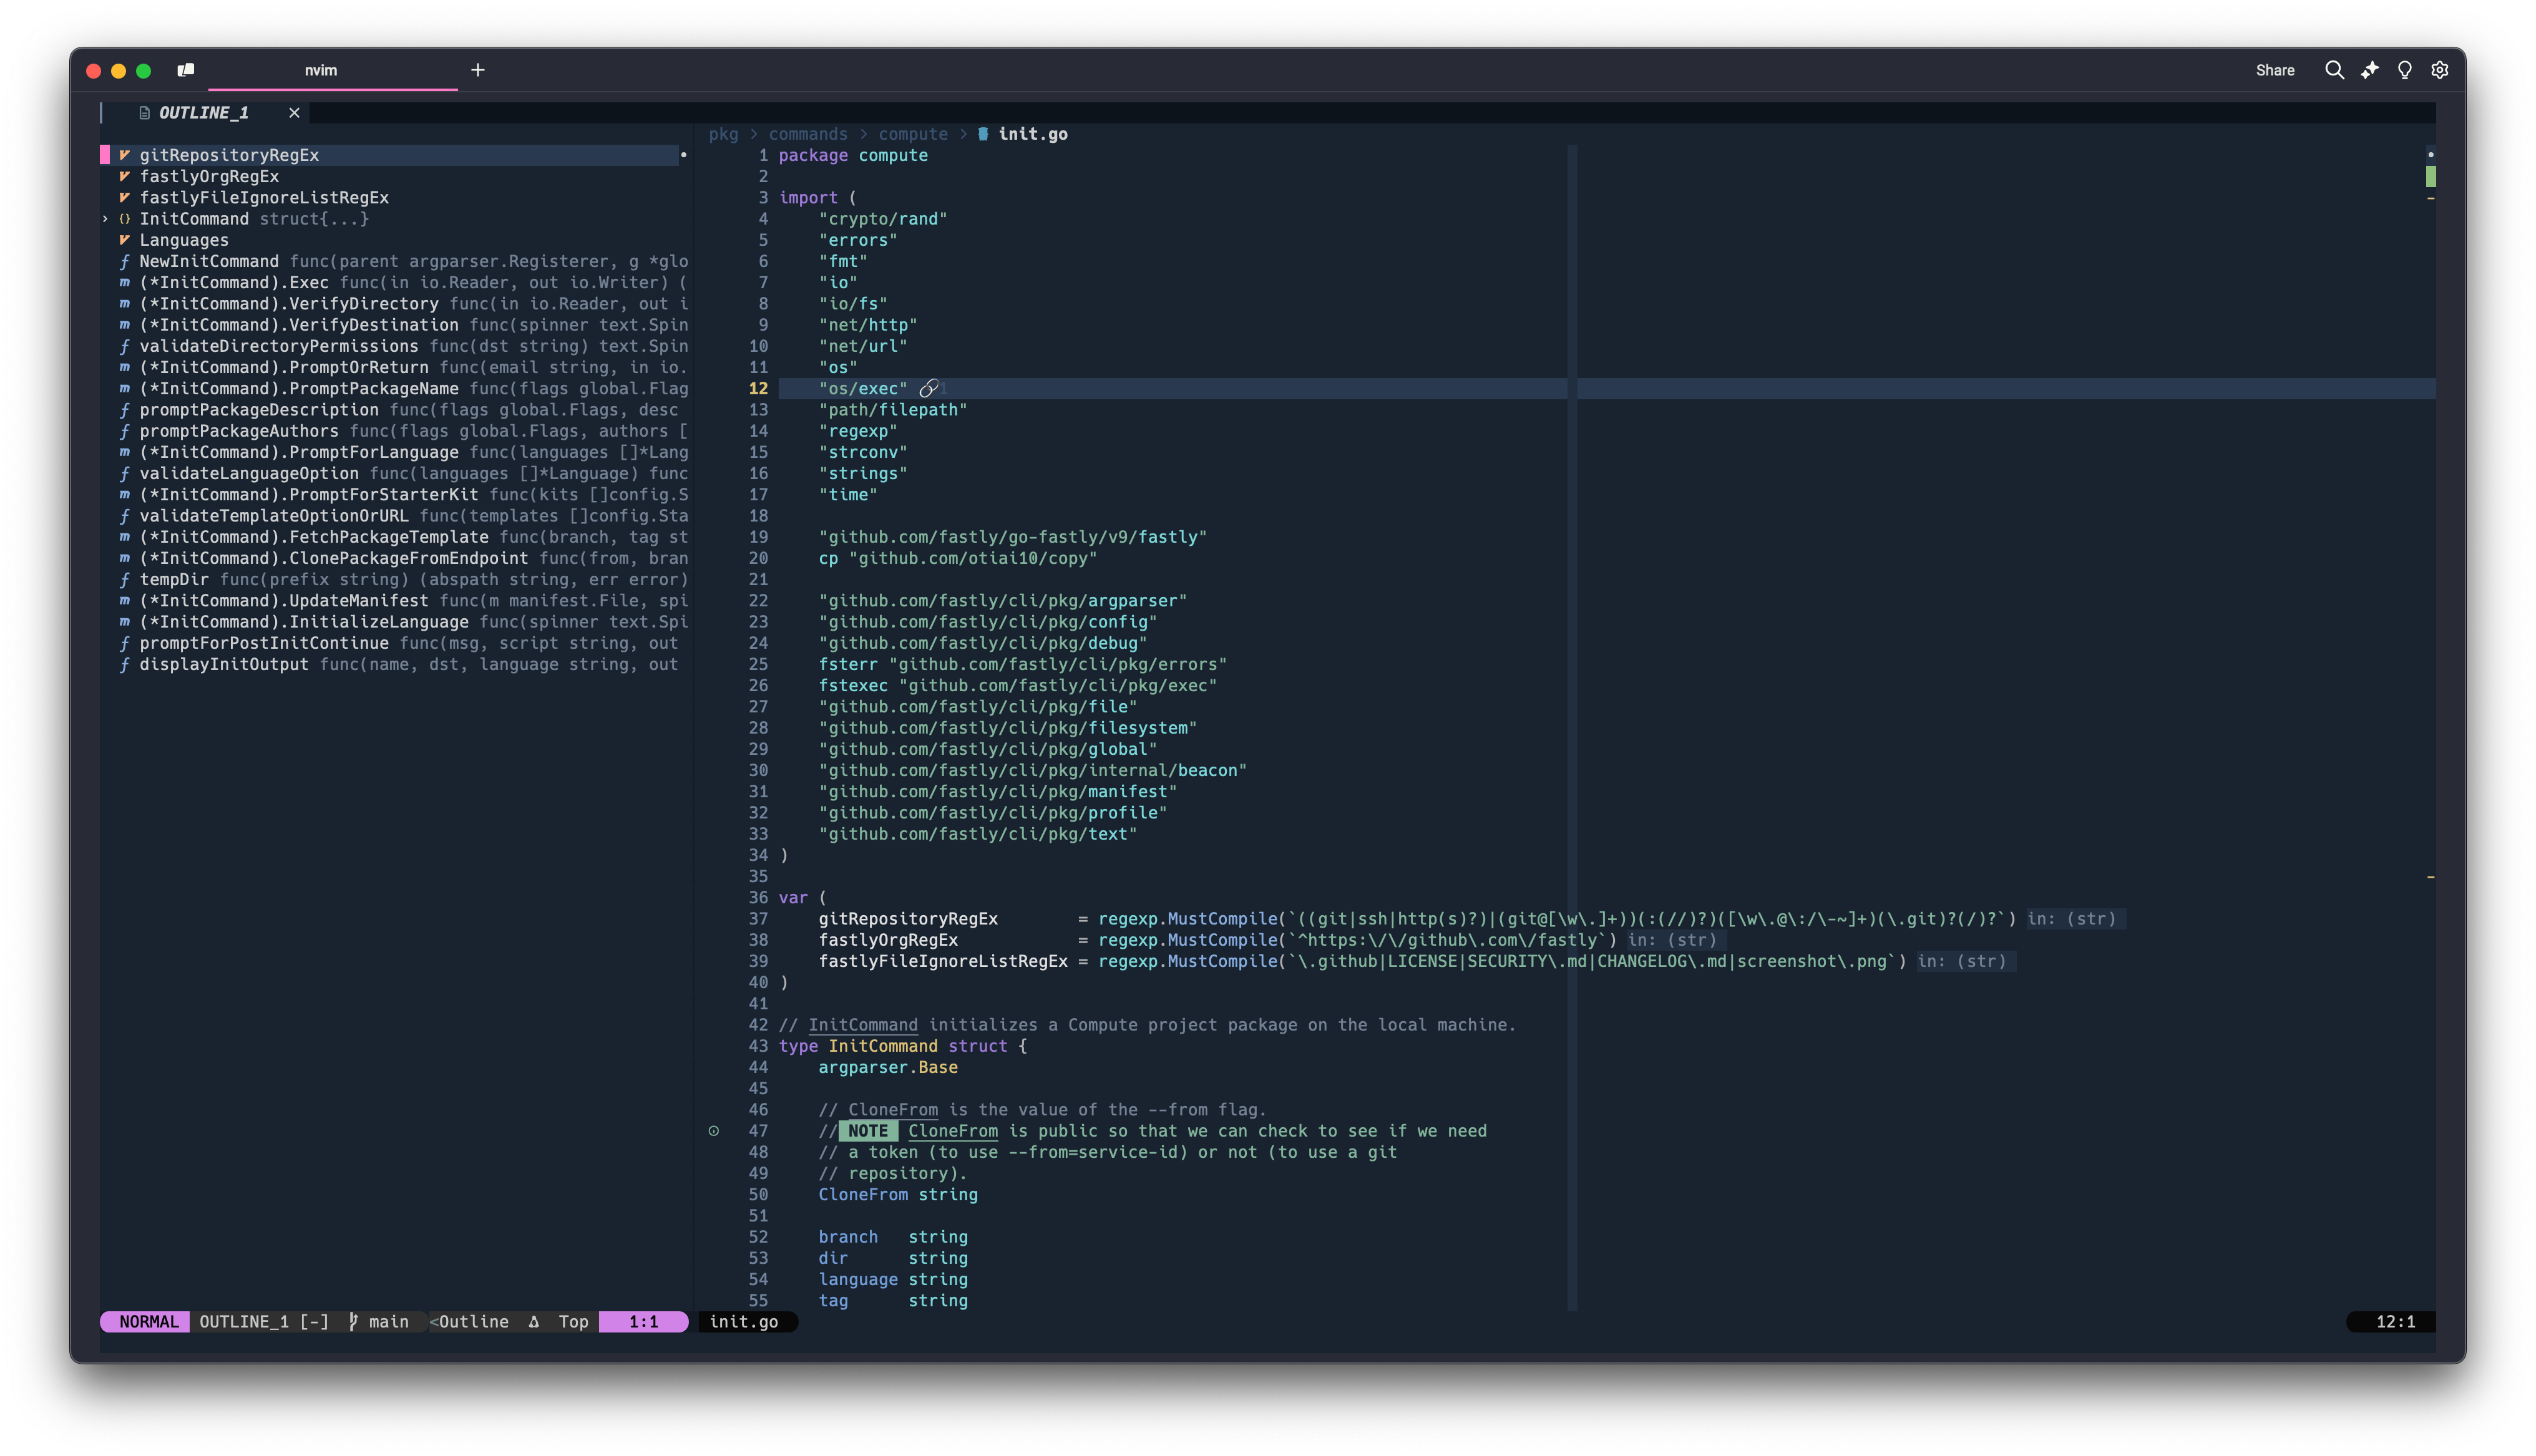 nvim
Share
OUTLINE_1
gitRepositoryRegEx
fastlyOrgRegEx
fastlyFileIgnoreListRegEx
InitCommand struct{...}
Languages
NewInitCommand func(parent argparser.Registerer, g *glo
(*InitCommand).Exec func(in io.Reader, out io.Writer) (
(*InitCommand).VerifyDirectory func(in io.Reader, out i
(*InitCommand).VerifyDestination func(spinner text.Spin
validateDirectoryPermissions func(dst string) text.Spin
(*InitCommand).PromptOrReturn func(email string, in io.
(*InitCommand).PromptPackageName func(flags global.Flag
promptPackageDescription func(flags global.Flags, desc
promptPackageAuthors func(flags global.Flags, authors [
(*InitCommand).PromptForLanguage func(languages []*Lang
validateLanguageOption func(languages []*Language) func
(*InitCommand).PromptForStarterKit func(kits []config.S
validateTemplateOptionOrURL func(templates []config.Sta
(*InitCommand).FetchPackageTemplate func(branch, tag st
(*InitCommand).ClonePackageFromEndpoint func(from, bran
tempDir func(prefix string) (abspath string, err error)
(*InitCommand).UpdateManifest func(m manifest.File, spi
(*InitCommand).InitializeLanguage func(spinner text.Spi
promptForPostInitContinue func(msg, script string, out
displayInitOutput func(name, dst, language string, out
pkg > commands > compute > init.go
1 package compute
2
3 import (
4 "crypto/rand"
5 "errors"
6 "fmt"
7 "io"
8 "io/fs"
9 "net/http"
10 "net/url"
11 "os"
12 "os/exec" 1
13 "path/filepath"
14 "regexp"
15 "strconv"
16 "strings"
17 "time"
18
19 "github.com/fastly/go-fastly/v9/fastly"
20 cp "github.com/otiai10/copy"
21
22 "github.com/fastly/cli/pkg/argparser"
23 "github.com/fastly/cli/pkg/config"
24 "github.com/fastly/cli/pkg/debug"
25 fsterr "github.com/fastly/cli/pkg/errors"
26 fstexec "github.com/fastly/cli/pkg/exec"
27 "github.com/fastly/cli/pkg/file"
28 "github.com/fastly/cli/pkg/filesystem"
29 "github.com/fastly/cli/pkg/global"
30 "github.com/fastly/cli/pkg/internal/beacon"
31 "github.com/fastly/cli/pkg/manifest"
32 "github.com/fastly/cli/pkg/profile"
33 "github.com/fastly/cli/pkg/text"
34 )
35
36 var (
37 gitRepositoryRegEx = regexp.MustCompile(`((git|ssh|http(s)?)|(git@[\w\.]+))(:(//)?)([\w\.@\:/\-~]+)(\.git)?(/)?`) in: (str)
38 fastlyOrgRegEx = regexp.MustCompile(`^https:\/\/github\.com\/fastly`) in: (str)
39 fastlyFileIgnoreListRegEx = regexp.MustCompile(`\.github|LICENSE|SECURITY\.md|CHANGELOG\.md|screenshot\.png`) in: (str)
40 )
41
42 // InitCommand initializes a Compute project package on the local machine.
43 type InitCommand struct {
44 argparser.Base
45
46 // CloneFrom is the value of the --from flag.
47 // NOTE CloneFrom is public so that we can check to see if we need
48 // a token (to use --from=service-id) or not (to use a git
49 // repository).
50 CloneFrom string
51
52 branch string
53 dir string
54 language string
55 tag string
NORMAL OUTLINE_1 [-] main <Outline Top 1:1
init.go 12:1